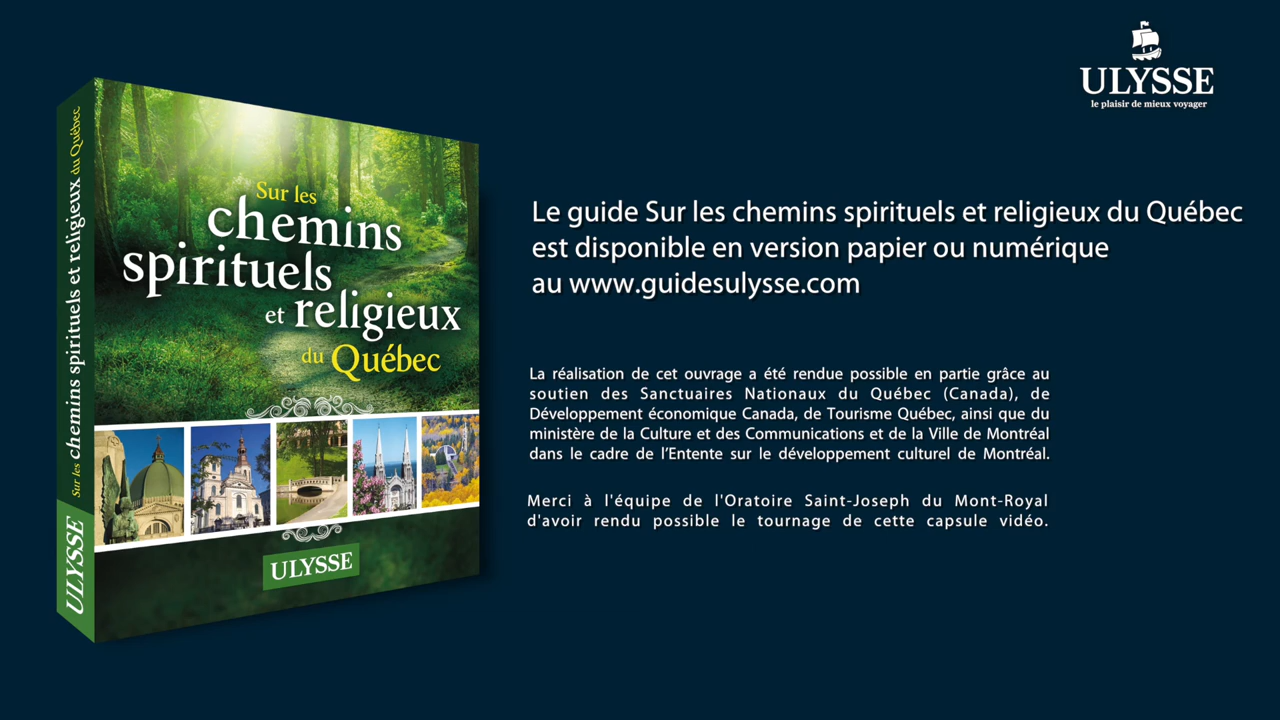 ULYSSE
le plaisir de mieux voyager
Sur les chemins spirituels et religieux du Québec
ULYSSE
Sur les
chemins
spirituels
et religieux
du Québec
ULYSSE
Le guide Sur les chemins spirituels et religieux du Québec
est disponible en version papier ou numérique
au www.guidesulysse.com
La réalisation de cet ouvrage a été rendue possible en partie grâce au
soutien des Sanctuaires Nationaux du Québec (Canada), de
Développement économique Canada, de Tourisme Québec, ainsi que du
ministère de la Culture et des Communications et de la Ville de Montréal
dans le cadre de l’Entente sur le développement culturel de Montréal.
Merci à l'équipe de l'Oratoire Saint-Joseph du Mont-Royal
d'avoir rendu possible le tournage de cette capsule vidéo.